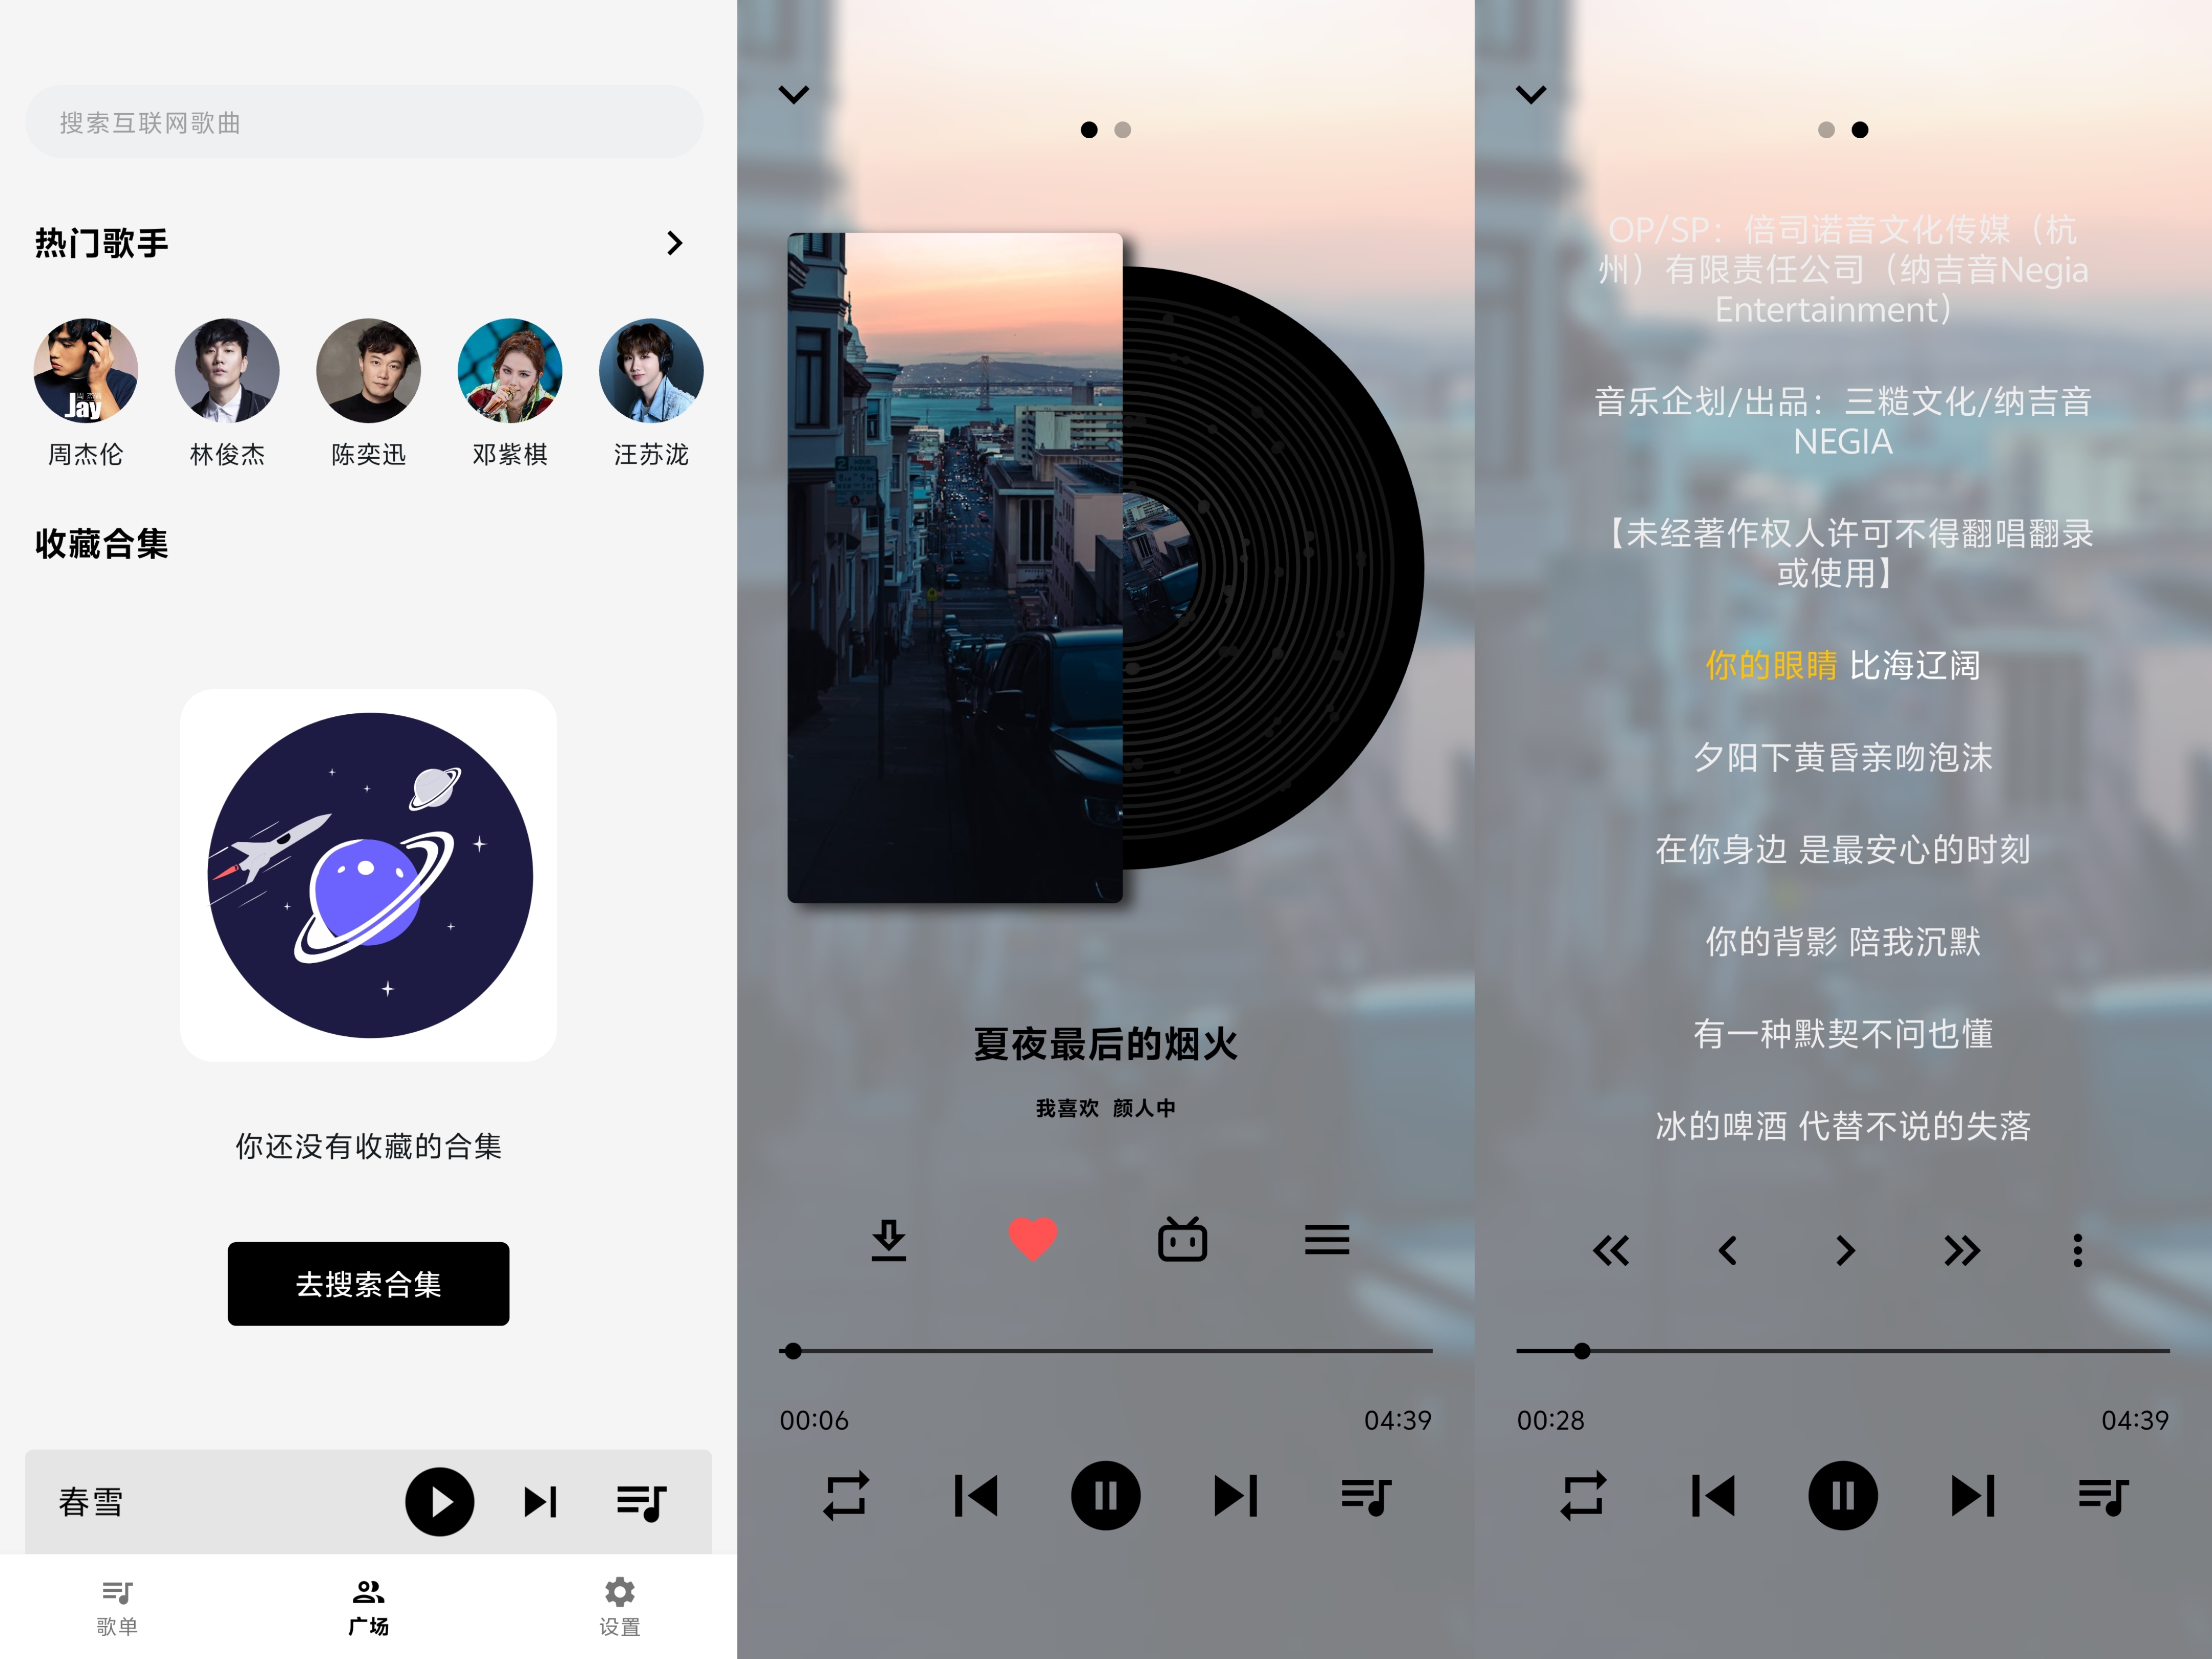 搜索互联网歌曲
热门歌手
Jay
周杰伦
林俊杰
陈奕迅
邓紫棋
汪苏泷
收藏合集
你还没有收藏的合集
去搜索合集
春雪
歌单
广场
设置
夏夜最后的烟火
我喜欢 颜人中
00:06
04:39
OP/SP：倍司诺音文化传媒（杭
州）有限责任公司（纳吉音Negia
Entertainment）
音乐企划/出品：三糙文化/纳吉音
NEGIA
【未经著作权人许可不得翻唱翻录
或使用】
你的眼睛 比海辽阔
夕阳下黄昏亲吻泡沫
在你身边 是最安心的时刻
你的背影 陪我沉默
有一种默契不问也懂
冰的啤酒 代替不说的失落
00:28
04:39